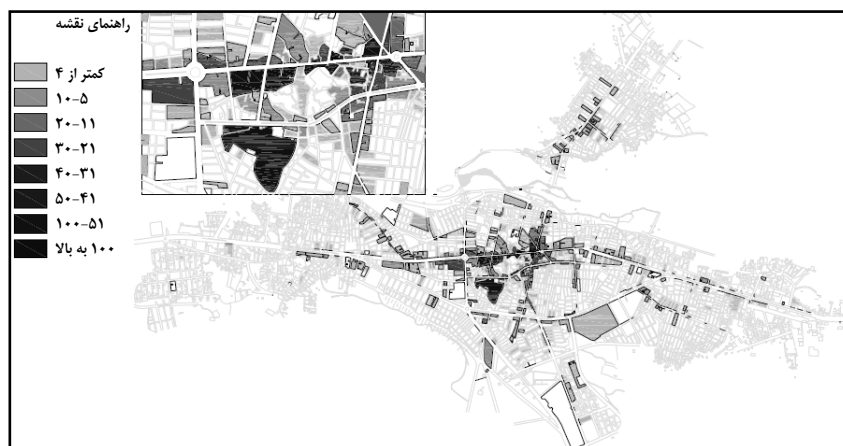 راهنمای نقشه
کمتر از ۴
۱۰-۵
۲۰-۱۱
۳۰-۲۱
۴۰-۳۱
۵۰-۴۱
۱۰۰-۵۱
۱۰۰ به بالا